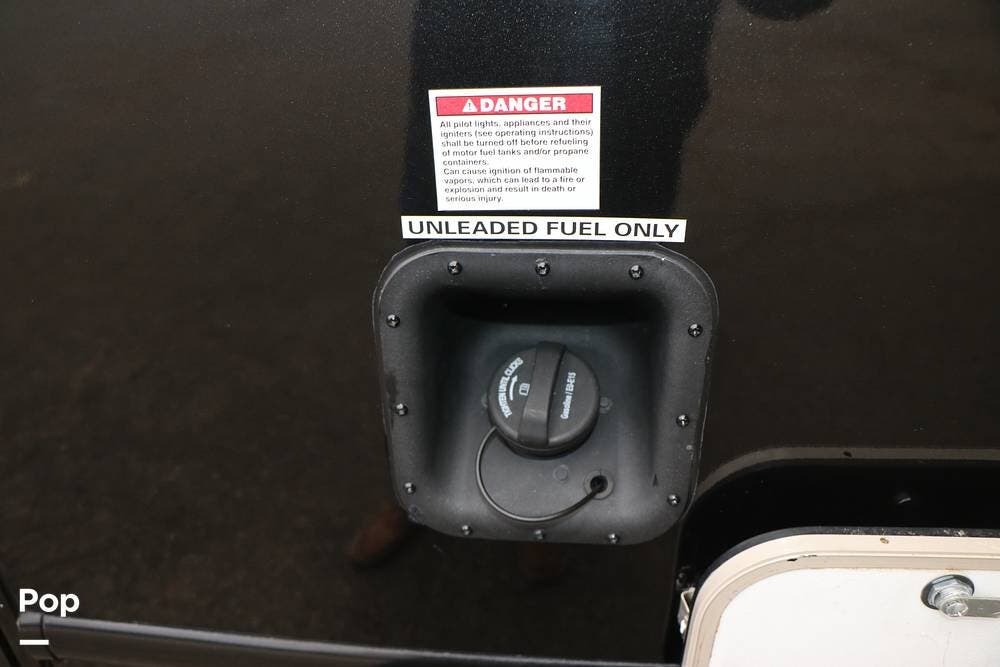 DANGER
All pilot lights, appliances and their
igniters (see operating instructions)
shall be turned off before refueling
of motor fuel tanks and/or propane
containers.
Can cause ignition of flammable
vapors, which can lead to a fire or
explosion and result in death or
serious injury.
UNLEADED FUEL ONLY
TIGHTEN UNTIL CLICKS
Gasoline / E0-E15
Pop